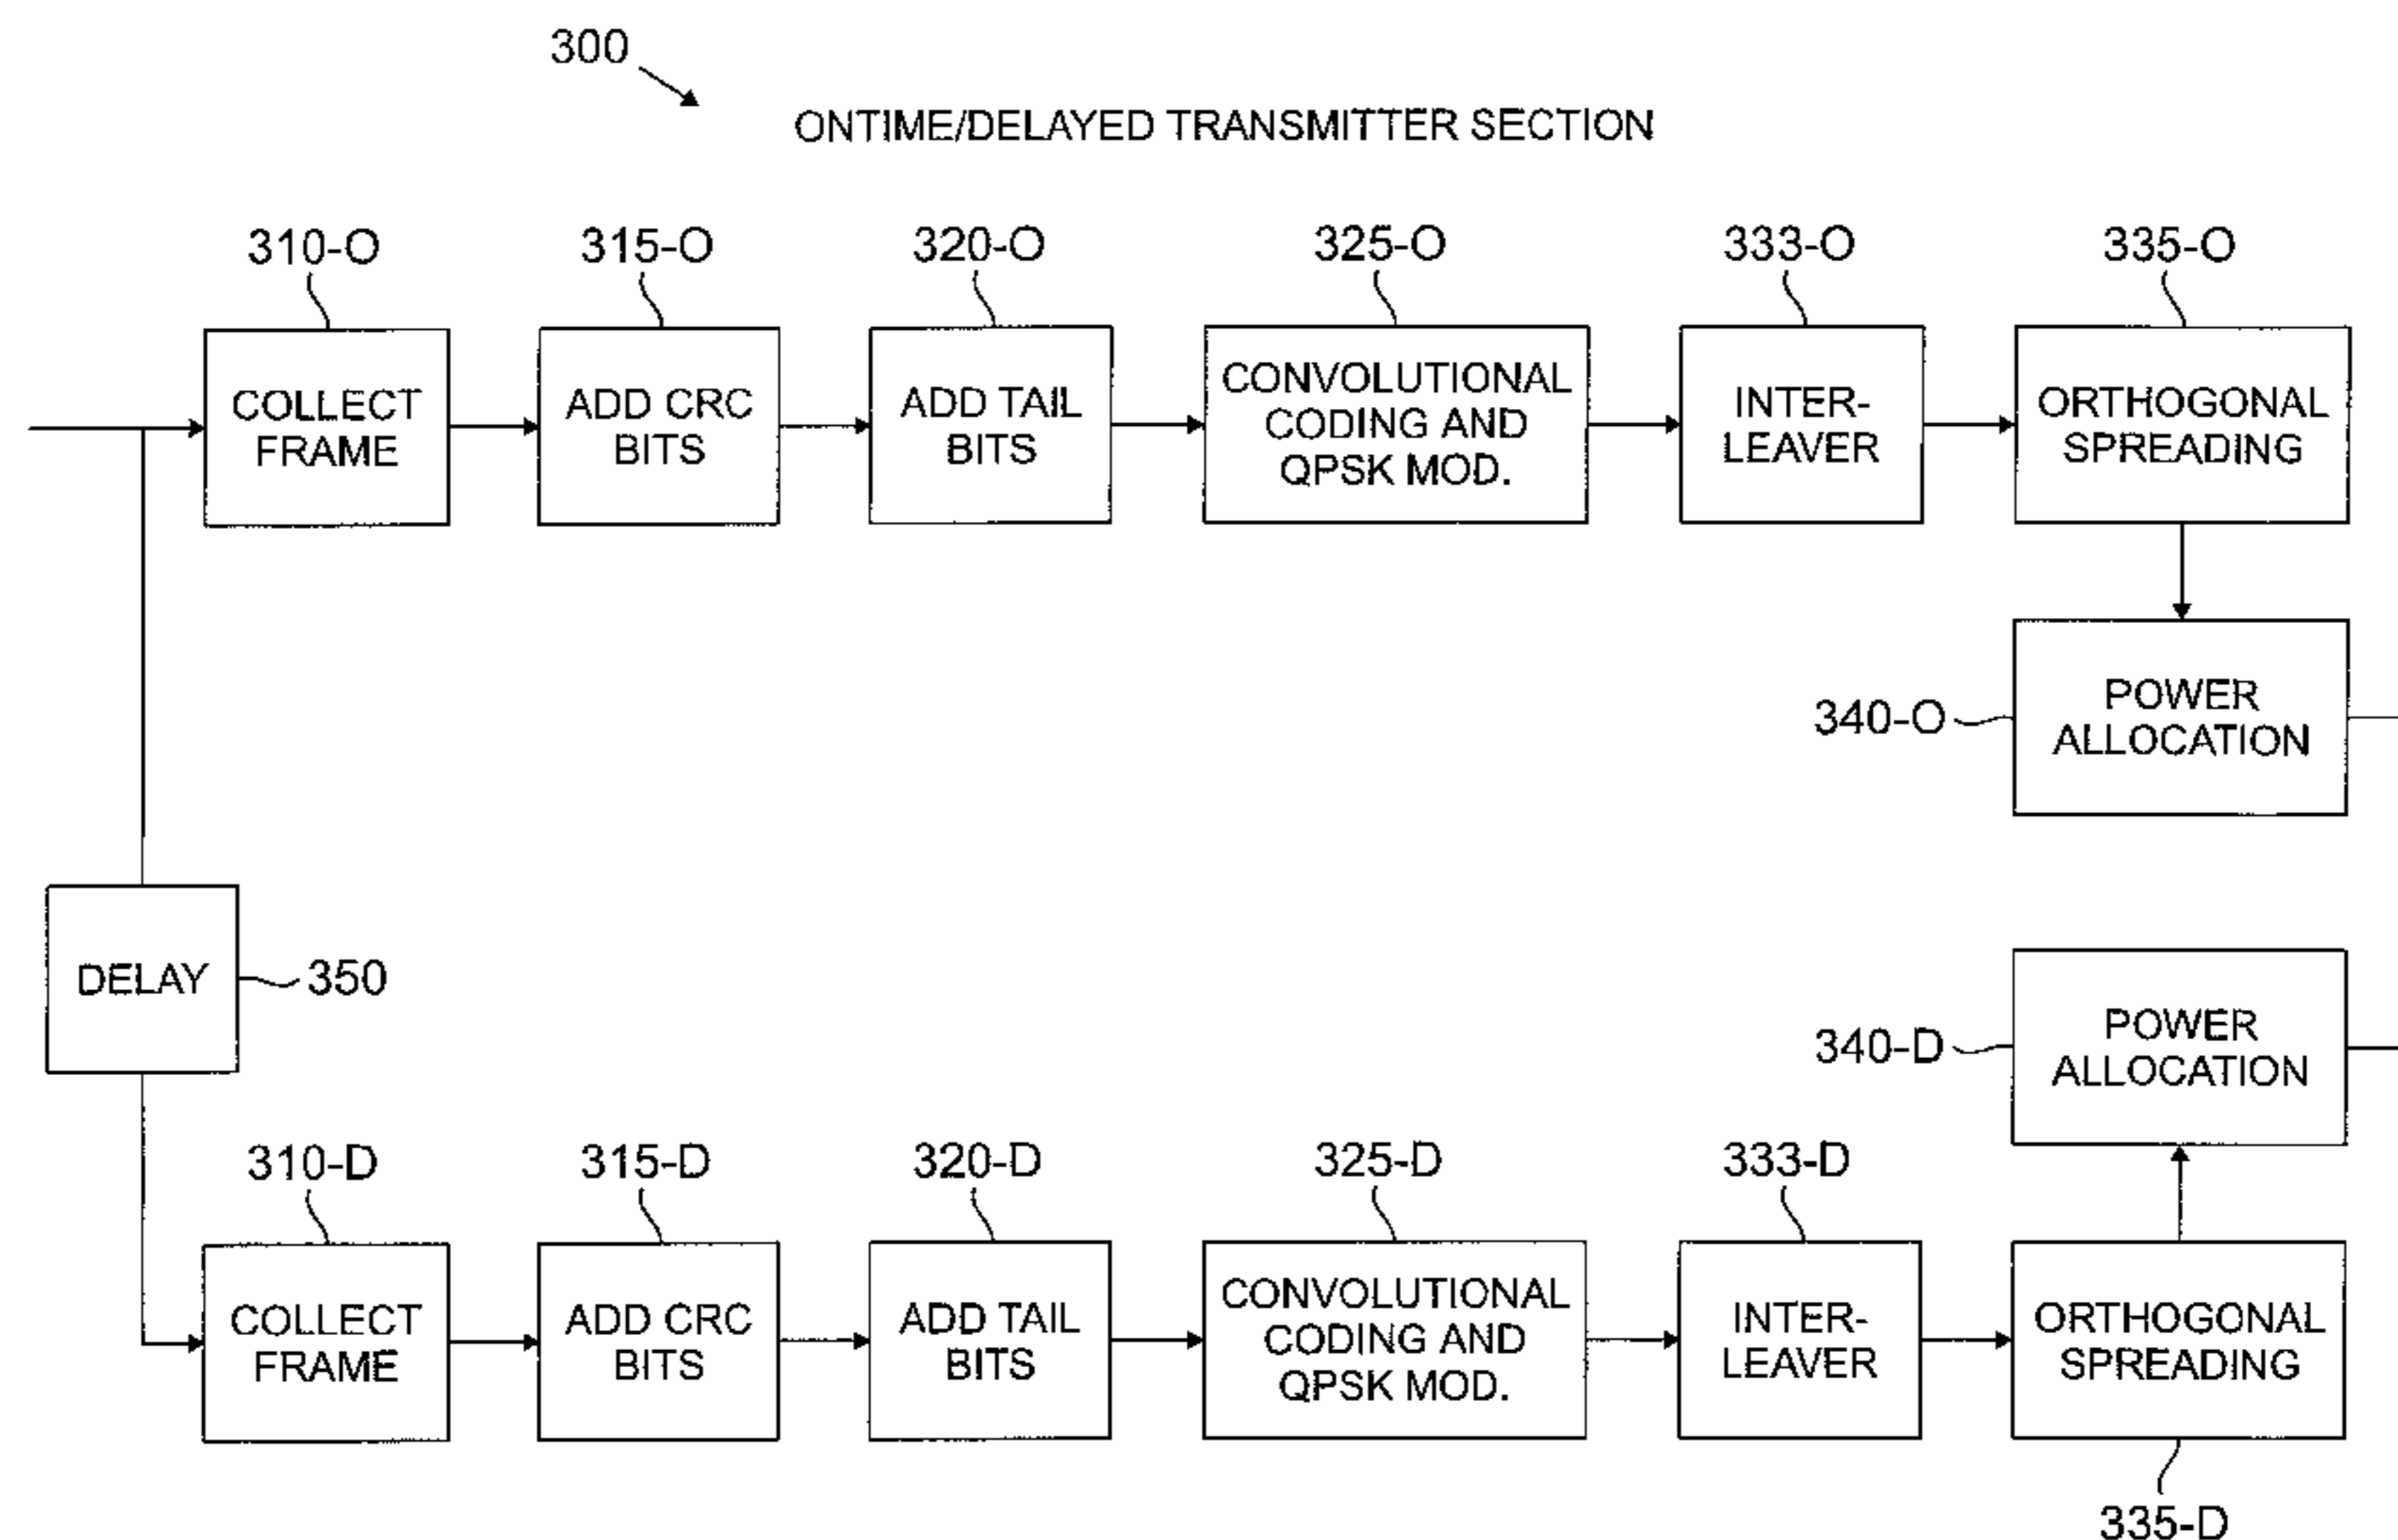 300
ONTIME/DELAYED TRANSMITTER SECTION
310-O
315-O
320-O
325-O
333-O
335-O
COLLECT
FRAME
ADD CRC
BITS
ADD TAIL
BITS
CONVOLUTIONAL
CODING AND
QPSK MOD.
INTER-
LEAVER
ORTHOGONAL
SPREADING
340-O
POWER
ALLOCATION
DELAY
350
340-D
POWER
ALLOCATION
310-D
315-D
320-D
325-D
333-D
COLLECT
FRAME
ADD CRC
BITS
ADD TAIL
BITS
CONVOLUTIONAL
CODING AND
QPSK MOD.
INTER-
LEAVER
ORTHOGONAL
SPREADING
335-D